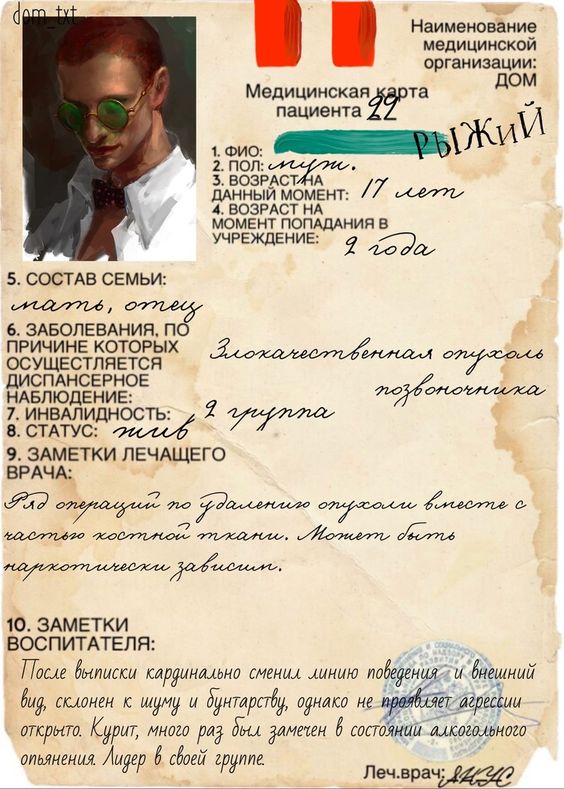 dom_txt
Наименование
медицинской
организации:
ДОМ
Медицинская карта
пациента 22
1. ФИО: РЫЖИЙ
2. ПОЛ: муж.
3. ВОЗРАСТ НА
ДАННЫЙ МОМЕНТ: 17 лет
4. ВОЗРАСТ НА
МОМЕНТ ПОПАДАНИЯ В
УЧРЕЖДЕНИЕ: 2 года
5. СОСТАВ СЕМЬИ:
мать, отец
6. ЗАБОЛЕВАНИЯ, ПО
ПРИЧИНЕ КОТОРЫХ
ОСУЩЕСТЛЯЕТСЯ
ДИСПАНСЕРНОЕ
НАБЛЮДЕНИЕ:
Злокачественная опухоль
позвоночника
7. ИНВАЛИДНОСТЬ: 2 группа
8. СТАТУС: жив
9. ЗАМЕТКИ ЛЕЧАЩЕГО
ВРАЧА:
Ряд операций по удалению опухоли вместе с
частью костной ткани. Может быть
наркотически зависим.
10. ЗАМЕТКИ
ВОСПИТАТЕЛЯ:
После выписки кардинально сменил линию поведения и внешний
вид, склонен к шуму и бунтарству, однако не проявляет агрессии
открыто. Курит, много раз был замечен в состоянии алкогольного
опьянения. Лидер в своей группе.
Леч.врач: ЯНУС